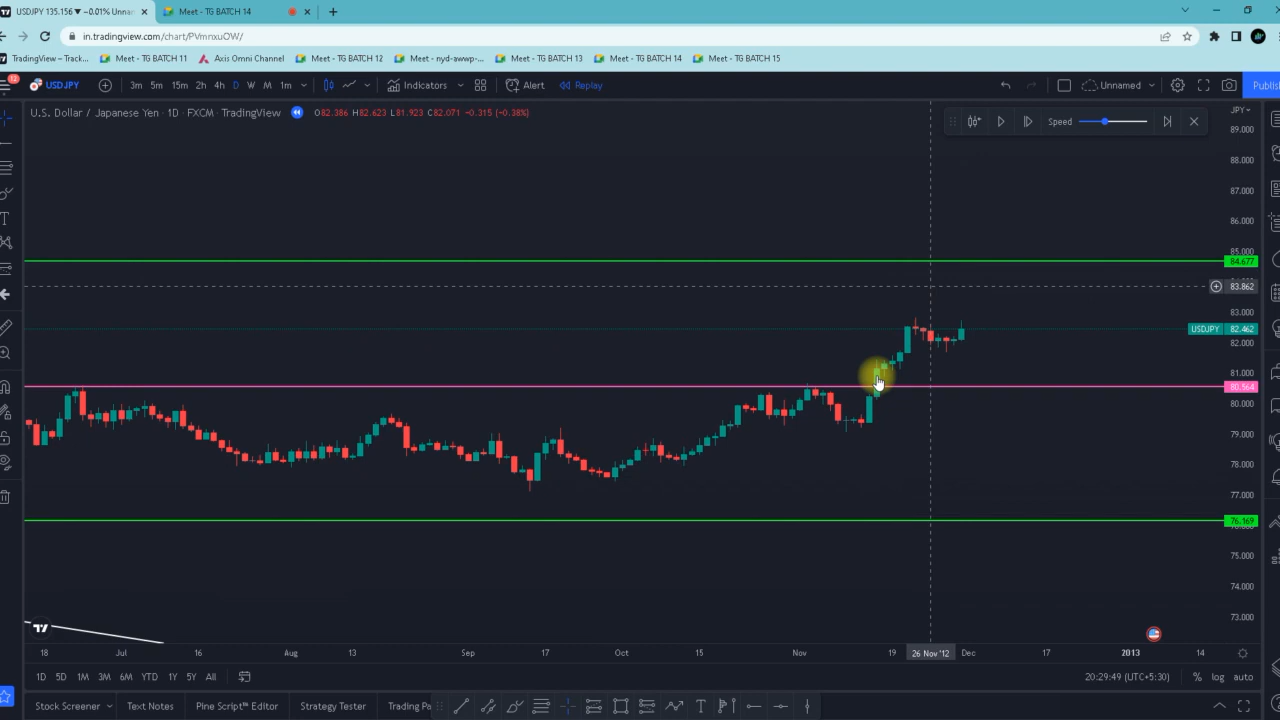 USDJPY 135.156 ▼ −0.01% Unnar
Meet - TG BATCH 14
in.tradingview.com/chart/PVmnxuOW/
TradingView – Track...
Meet - TG BATCH 11
Axis Omni Channel
Meet - TG BATCH 12
Meet - nyd-awwp-...
Meet - TG BATCH 13
Meet - TG BATCH 14
Meet - TG BATCH 15
USDJPY
3m 5m 15m 2h 4h D W M 1m
Indicators
Alert
Replay
Unnamed
Publis
U.S. Dollar / Japanese Yen · 1D · FXCM · TradingView
O82.386 H82.623 L81.923 C82.071 −0.315 (−0.38%)
Speed
JPY
89.000
88.000
87.000
86.000
85.000
84.677
83.862
83.000
USDJPY 82.462
82.000
81.000
80.564
80.000
79.000
78.000
77.000
76.169
75.000
74.000
73.000
18 Jul 16 Aug 13 Sep 17 Oct 15 Nov 19 26 Nov '12 Dec 17 2013 14
1D 5D 1M 3M 6M YTD 1Y 5Y All
20:29:49 (UTC+5:30)
% log auto
Stock Screener
Text Notes
Pine Script™ Editor
Strategy Tester
Trading Pa